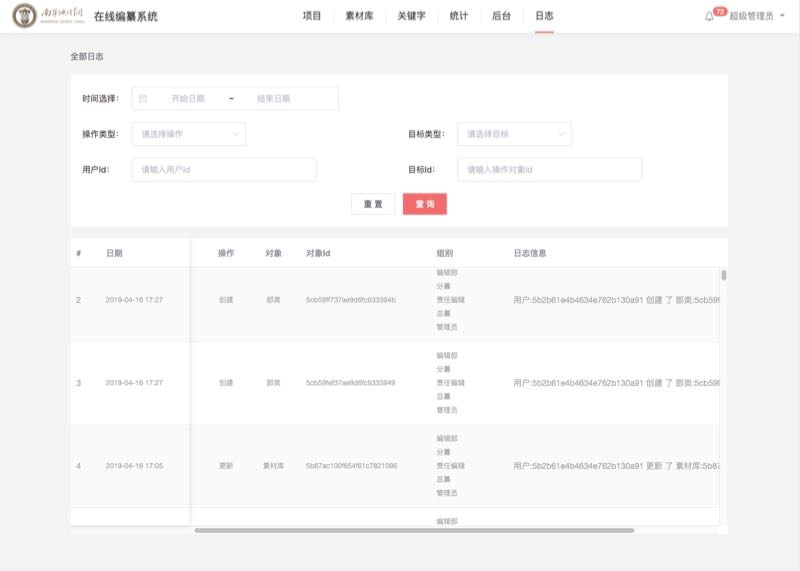 在线编纂系统 项目 素材库 关键字 统计 后台 日志 72 超级管理员
全部日志
时间选择: 开始日期 ~ 结束日期
操作类型: 请选择操作 目标类型: 请选择目标
用户Id: 请输入用户Id 目标Id: 请输入操作对象Id
重 置 查 询
# 日期 操作 对象 对象Id 组别 日志信息
编辑部
分纂
2 2019-04-16 17:27 创建 部类 5cb59ff737ae9d6fc633394b 责任编辑 用户:5b2b61e4b4634e762b130a91 创建 了 部类:5cb59f
总纂
管理员
编辑部
分纂
3 2019-04-16 17:27 创建 部类 5cb59fef37ae9d6fc6333949 责任编辑 用户:5b2b61e4b4634e762b130a91 创建 了 部类:5cb59f
总纂
管理员
编辑部
分纂
4 2019-04-16 17:05 更新 素材库 5b87ac100f654f61c7821096 责任编辑 用户:5b2b61e4b4634e762b130a91 更新 了 素材库:5b87
总纂
管理员
编辑部